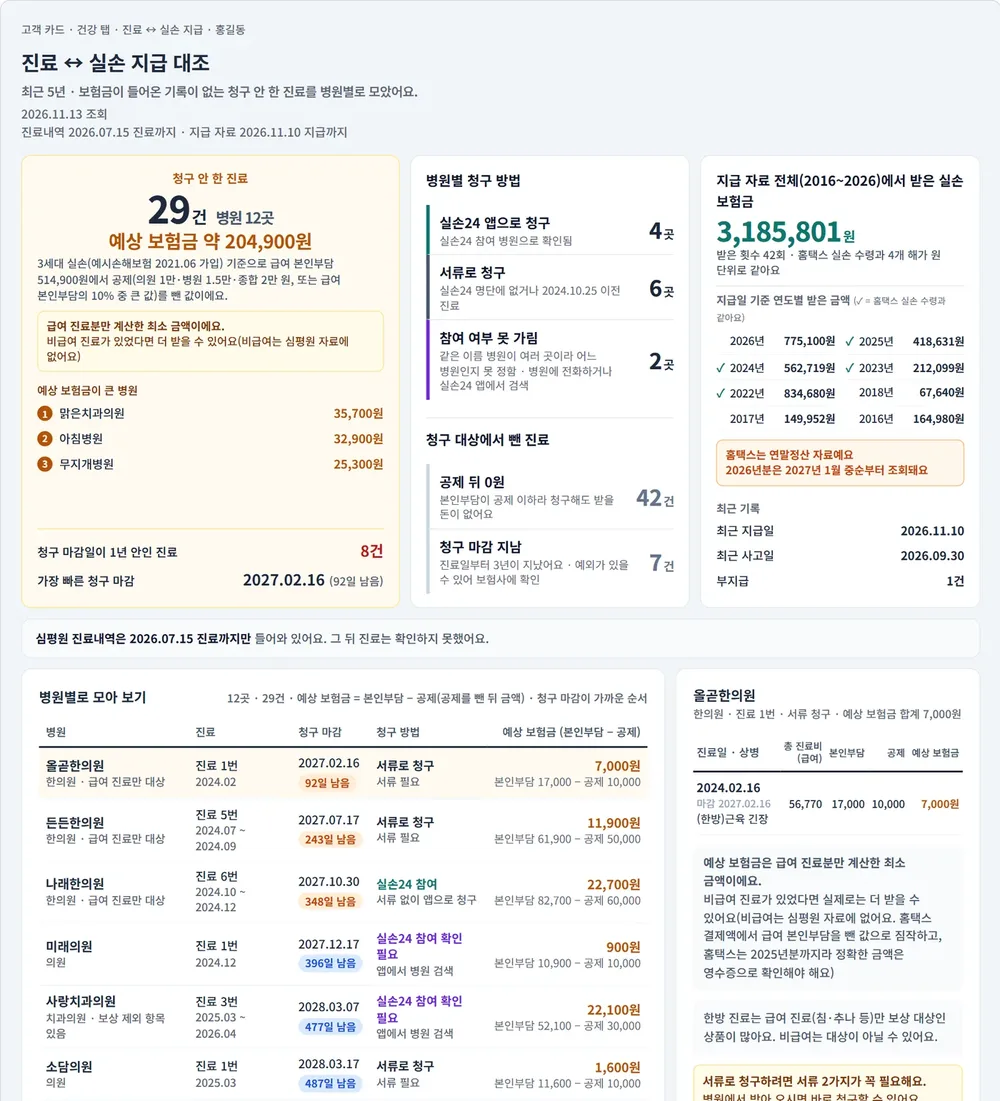 고객 카드 · 건강 탭 · 진료 ↔ 실손 지급 · 홍길동
진료 ↔ 실손 지급 대조
최근 5년 · 보험금이 들어온 기록이 없는 청구 안 한 진료를 병원별로 모았어요.
2026.11.13 조회
진료내역 2026.07.15 진료까지 · 지급 자료 2026.11.10 지급까지
청구 안 한 진료
29건 병원 12곳
예상 보험금 약 204,900원
3세대 실손(예시손해보험 2021.06 가입) 기준으로 급여 본인부담
514,900원에서 공제(의원 1만·병원 1.5만·종합 2만 원, 또는 급여
본인부담의 10% 중 큰 값)를 뺀 값이에요.
급여 진료분만 계산한 최소 금액이에요.
비급여 진료가 있었다면 더 받을 수 있어요(비급여는 심평원 자료에
없어요)
예상 보험금이 큰 병원
1 맑은치과의원 35,700원
2 아침병원 32,900원
3 무지개병원 25,300원
청구 마감일이 1년 안인 진료 8건
가장 빠른 청구 마감 2027.02.16 (92일 남음)
병원별 청구 방법
실손24 앱으로 청구 4곳
실손24 참여 병원으로 확인됨
서류로 청구 6곳
실손24 명단에 없거나 2024.10.25 이전
진료
참여 여부 못 가림 2곳
같은 이름 병원이 여러 곳이라 어느
병원인지 못 정함 · 병원에 전화하거나
실손24 앱에서 검색
청구 대상에서 뺀 진료
공제 뒤 0원 42건
본인부담이 공제 이하라 청구해도 받을
돈이 없어요
청구 마감 지남 7건
진료일부터 3년이 지났어요 · 예외가 있을
수 있어 보험사에 확인
지급 자료 전체(2016~2026)에서 받은 실손
보험금
3,185,801원
받은 횟수 42회 · 홈택스 실손 수령과 4개 해가 원
단위로 같아요
지급일 기준 연도별 받은 금액 (✓ = 홈택스 실손 수령과
같아요)
2026년 775,100원 ✓ 2025년 418,631원
✓ 2024년 562,719원 ✓ 2023년 212,099원
✓ 2022년 834,680원 2018년 67,640원
2017년 149,952원 2016년 164,980원
홈택스는 연말정산 자료예요
2026년분은 2027년 1월 중순부터 조회돼요
최근 기록
최근 지급일 2026.11.10
최근 사고일 2026.09.30
부지급 1건
심평원 진료내역은 2026.07.15 진료까지만 들어와 있어요. 그 뒤 진료는 확인하지 못했어요.
병원별로 모아 보기 12곳 · 29건 · 예상 보험금 = 본인부담 − 공제(공제를 뺀 뒤 금액) · 청구 마감이 가까운 순서
병원 진료 청구 마감 청구 방법 예상 보험금 (본인부담 − 공제)
올곧한의원 진료 1번 2027.02.16 서류로 청구 7,000원
한의원 · 급여 진료만 대상 2024.02 92일 남음 서류 필요 본인부담 17,000 − 공제 10,000
든든한의원 진료 5번 2027.07.17 서류로 청구 11,900원
한의원 · 급여 진료만 대상 2024.07 ~ 243일 남음 서류 필요 본인부담 61,900 − 공제 50,000
2024.09
나래한의원 진료 6번 2027.10.30 실손24 참여 22,700원
한의원 · 급여 진료만 대상 2024.10 ~ 348일 남음 서류 없이 앱으로 청구 본인부담 82,700 − 공제 60,000
2024.12
미래의원 진료 1번 2027.12.17 실손24 참여 확인 900원
필요
의원 2024.12 396일 남음 앱에서 병원 검색 본인부담 10,900 − 공제 10,000
사랑치과의원 진료 3번 2028.03.07 실손24 참여 확인 22,100원
필요
치과의원 · 보상 제외 항목 2025.03 ~ 477일 남음 앱에서 병원 검색 본인부담 52,100 − 공제 30,000
있음 2026.04
소담의원 진료 1번 2028.03.17 서류로 청구 1,600원
의원 2025.03 487일 남음 서류 필요 본인부담 11,600 − 공제 10,000
올곧한의원
한의원 · 진료 1번 · 서류 청구 · 예상 보험금 합계 7,000원
진료일 · 상병 총 진료비 본인부담 공제 예상 보험금
(급여)
2024.02.16
마감 2027.02.16 56,770 17,000 10,000 7,000원
(한방)근육 긴장
예상 보험금은 급여 진료분만 계산한 최소
금액이에요.
비급여 진료가 있었다면 실제로는 더 받을 수
있어요(비급여는 심평원 자료에 없어요. 홈택스
결제액에서 급여 본인부담을 뺀 값으로 짐작하고,
홈택스는 2025년분까지라 정확한 금액은
영수증으로 확인해야 해요)
한방 진료는 급여 진료(침·추나 등)만 보상 대상인
상품이 많아요. 비급여는 대상이 아닐 수 있어요.
서류로 청구하려면 서류 2가지가 꼭 필요해요.
병원에서 받아 오시면 바로 청구할 수 있어요